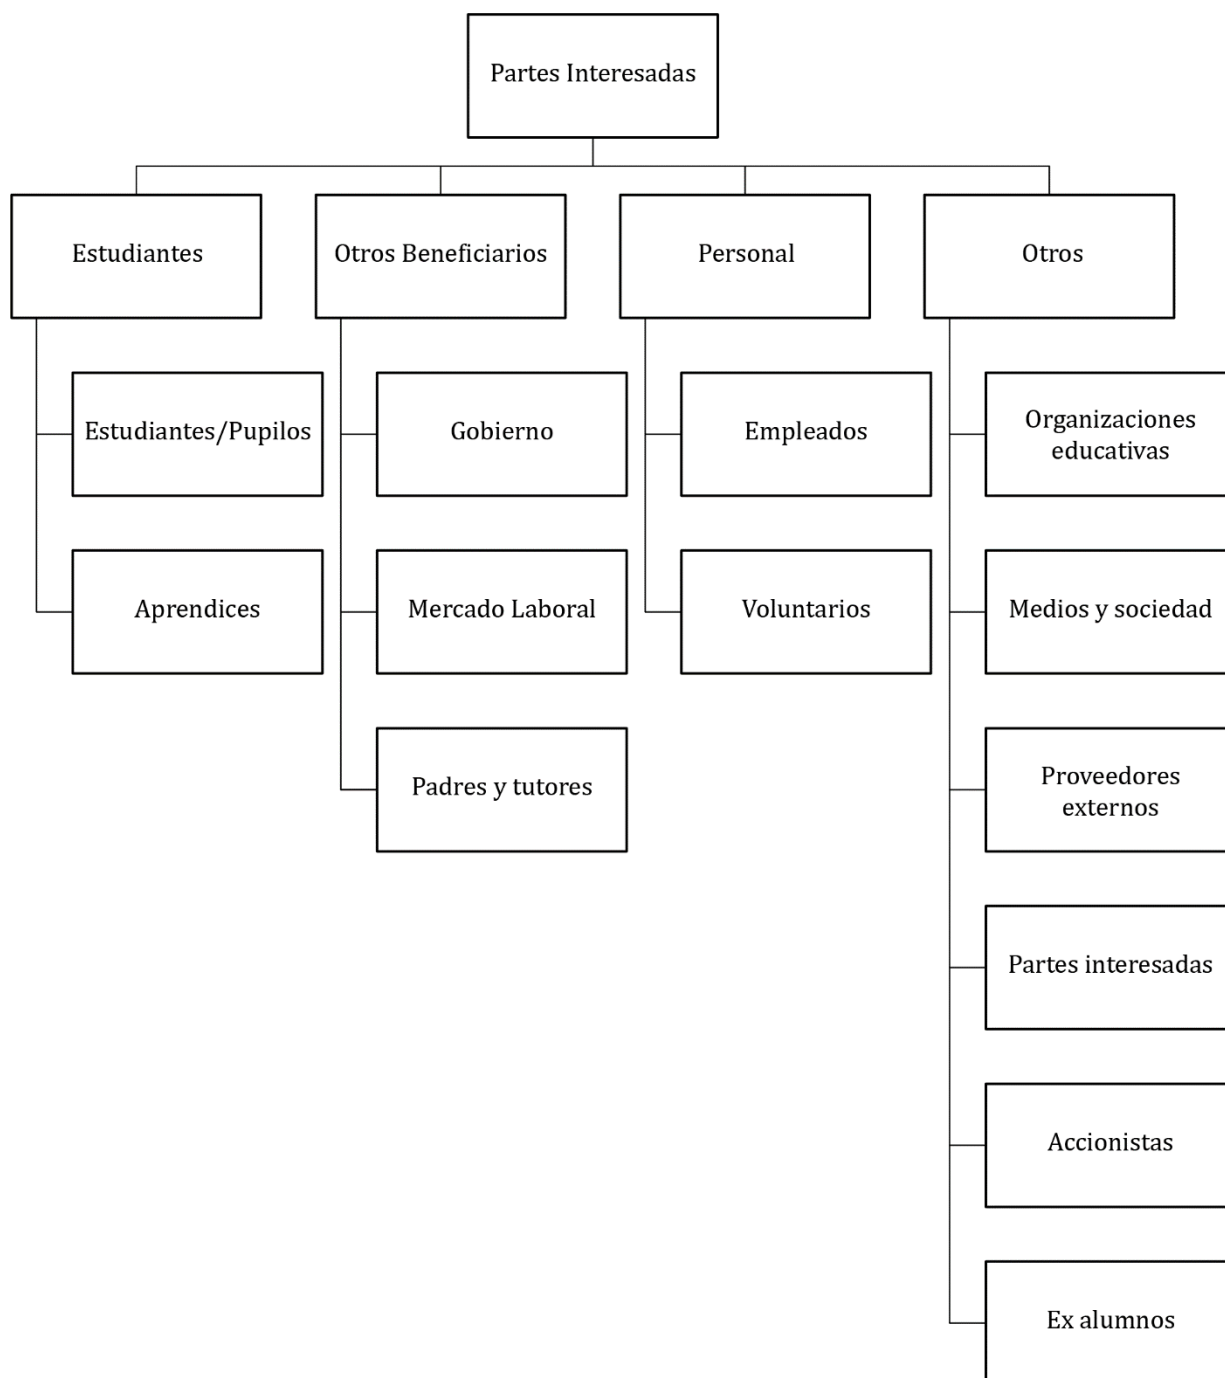 Partes Interesadas
Estudiantes
Otros Beneficiarios
Personal
Otros
Estudiantes/Pupilos
Gobierno
Empleados
Organizaciones
educativas
Aprendices
Mercado Laboral
Voluntarios
Medios y sociedad
Padres y tutores
Proveedores
externos
Partes interesadas
Accionistas
Ex alumnos